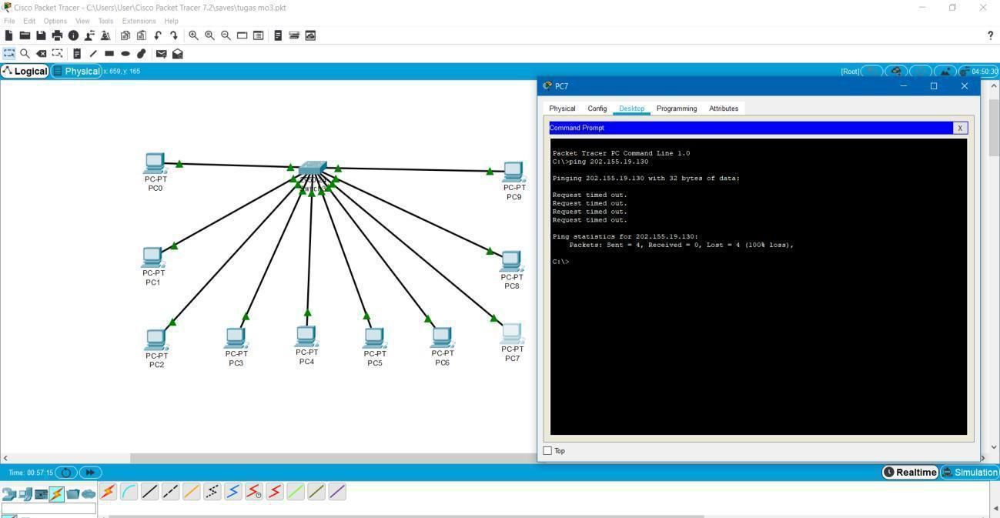 Cisco Packet Tracer - C:\Users\User\Cisco Packet Tracer 7.2\saves\tugas mo3.pkt
File Edit Options View Tools Extensions Help
?
Logical Physical x: 659, y: 165 [Root] 04:50:30
PC7
Physical Config Desktop Programming Attributes
Command Prompt X
Packet Tracer PC Command Line 1.0
C:\>ping 202.155.19.130
Pinging 202.155.19.130 with 32 bytes of data:
Request timed out.
Request timed out.
Request timed out.
Request timed out.
Ping statistics for 202.155.19.130:
Packets: Sent = 4, Received = 0, Lost = 4 (100% loss),
C:\>
Top
PC-PT
PC0
PC-PT
PC9
PC-PT
PC1
PC-PT
PC8
PC-PT
PC2
PC-PT
PC3
PC-PT
PC4
PC-PT
PC5
PC-PT
PC6
PC-PT
PC7
Time: 00:57:15 Realtime Simulation